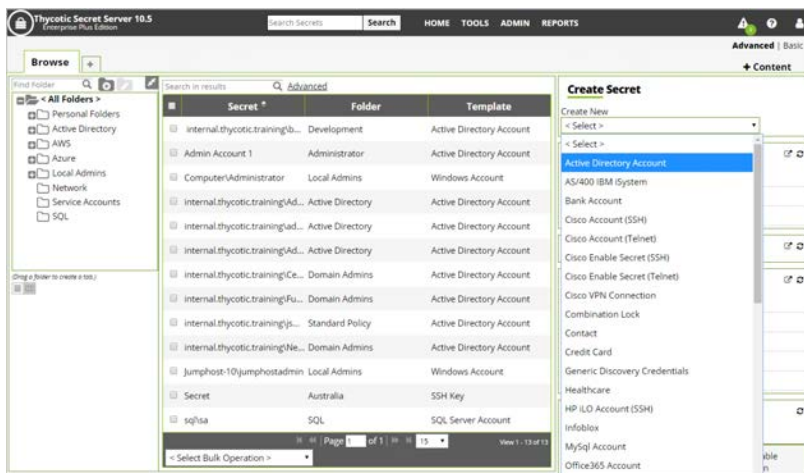 Thycotic Secret Server 10.5
Enterprise Plus Edition
Search Secrets Search HOME TOOLS ADMIN REPORTS
Advanced | Basic
Browse +
+ Content
Find Folder
< All Folders >
Personal Folders
Active Directory
AWS
Azure
Local Admins
Network
Service Accounts
SQL
(Drag a folder to create a tab.)
Search in results Advanced
Secret Folder Template
internal.thycotic.training\b... Development Active Directory Account
Admin Account 1 Administrator Active Directory Account
Computer\Administrator Local Admins Windows Account
internal.thycotic.training\Ad... Active Directory Active Directory Account
internal.thycotic.training\ad... Active Directory Active Directory Account
internal.thycotic.training\Ad... Active Directory Active Directory Account
internal.thycotic.training\Ce... Domain Admins Active Directory Account
internal.thycotic.training\Fu... Domain Admins Active Directory Account
internal.thycotic.training\js... Standard Policy Active Directory Account
internal.thycotic.training\Ne... Domain Admins Active Directory Account
Jumphost-10\jumphostadmin Local Admins Windows Account
Secret Australia SSH Key
sql\sa SQL SQL Server Account
Page 1 of 1 15 View 1 - 13 of 13
< Select Bulk Operation >
Create Secret
Create New
< Select >
< Select >
Active Directory Account
AS/400 IBM iSystem
Bank Account
Cisco Account (SSH)
Cisco Account (Telnet)
Cisco Enable Secret (SSH)
Cisco Enable Secret (Telnet)
Cisco VPN Connection
Combination Lock
Contact
Credit Card
Generic Discovery Credentials
Healthcare
HP iLO Account (SSH)
Infoblox
MySql Account
Office365 Account